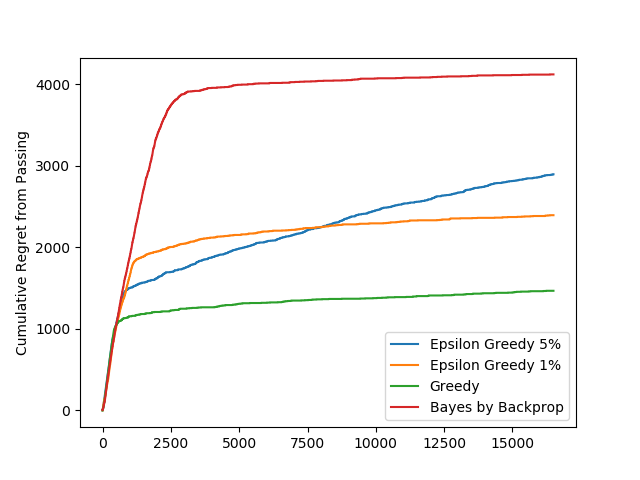 Cumulative Regret from Passing
4000
3000
2000
1000
0
0 2500 5000 7500 10000 12500 15000
Epsilon Greedy 5%
Epsilon Greedy 1%
Greedy
Bayes by Backprop